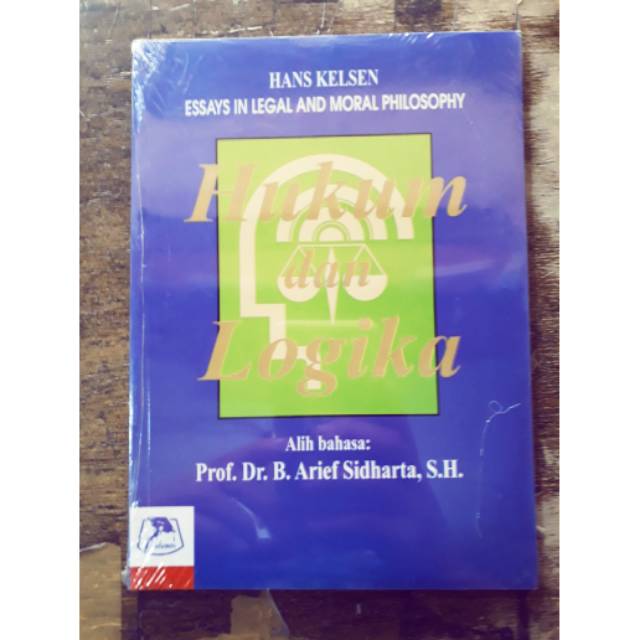 HANS KELSEN
ESSAYS IN LEGAL AND MORAL PHILOSOPHY
Hukum
dan
Logika
Alih bahasa:
Prof. Dr. B. Arief Sidharta, S.H.